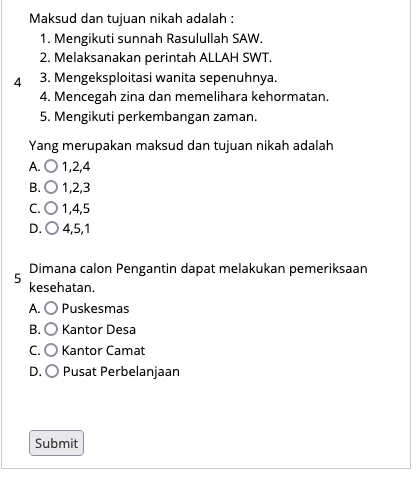 Maksud dan tujuan nikah adalah :
1. Mengikuti sunnah Rasulullah SAW.
2. Melaksanakan perintah ALLAH SWT.
4 3. Mengeksploitasi wanita sepenuhnya.
4. Mencegah zina dan memelihara kehormatan.
5. Mengikuti perkembangan zaman.
Yang merupakan maksud dan tujuan nikah adalah
A. 1,2,4
B. 1,2,3
C. 1,4,5
D. 4,5,1
5 Dimana calon Pengantin dapat melakukan pemeriksaan
kesehatan.
A. Puskesmas
B. Kantor Desa
C. Kantor Camat
D. Pusat Perbelanjaan
Submit